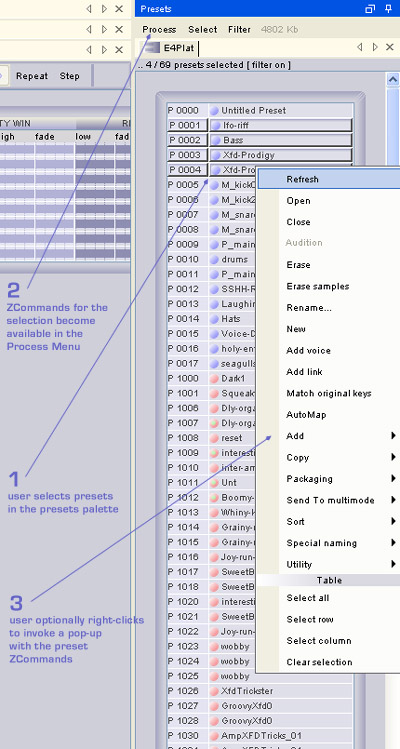 Presets
Process Select Filter 4802 Kb
E4Plat
.. 4 / 69 presets selected [ filter on ]
Repeat Step
TY WIN
high fade low fad
P 0000 Untitled Preset
P 0001 lfo-riff
P 0002 Bass
P 0003 Xfd-Prodigy
P 0004 Xfd-Pro
P 0005 M_kick
P 0006 M_kick2
P 0007 M_snar
P 0008 M_snar
P 0009 P_main
P 0010 drums
P 0011 P_main
P 0012 SSHH-R
P 0013 Laughin
P 0014 Hats
P 0015 Voice-D
P 0016 holy-en
P 0017 seagulls
P 1000 Dark1
P 1001 Squeak
P 1006 Dly-orga
P 1007 Dly-orga
P 1008 reset
P 1009 interesti
P 1010 inter-am
P 1011 Unt
P 1012 Boomy-
P 1013 Whiny-k
P 1014 Grainy-r
P 1015 Grainy-r
P 1016 Joy-run-
P 1017 SweetB
P 1018 SweetB
P 1020 interesti
P 1021 SweetB
P 1022 Joy-run-
P 1023 wobby
P 1024 wobby
P 1025 wobby
P 1026 XfdTrickster
P 1027 GroovyXfd0
P 1028 GroovyXfd0
P 1030 AmpXFDTricks_01
Refresh
Open
Close
Audition
Erase
Erase samples
Rename...
New
Add voice
Add link
Match original keys
AutoMap
Add
Copy
Packaging
Send To multimode
Sort
Special naming
Utility
Table
Select all
Select row
Select column
Clear selection
2
ZCommands for the
selection become
available in the
Process Menu
1
user selects presets
in the presets palette
3
user optionally right-clicks
to invoke a pop-up
with the preset
ZCommands